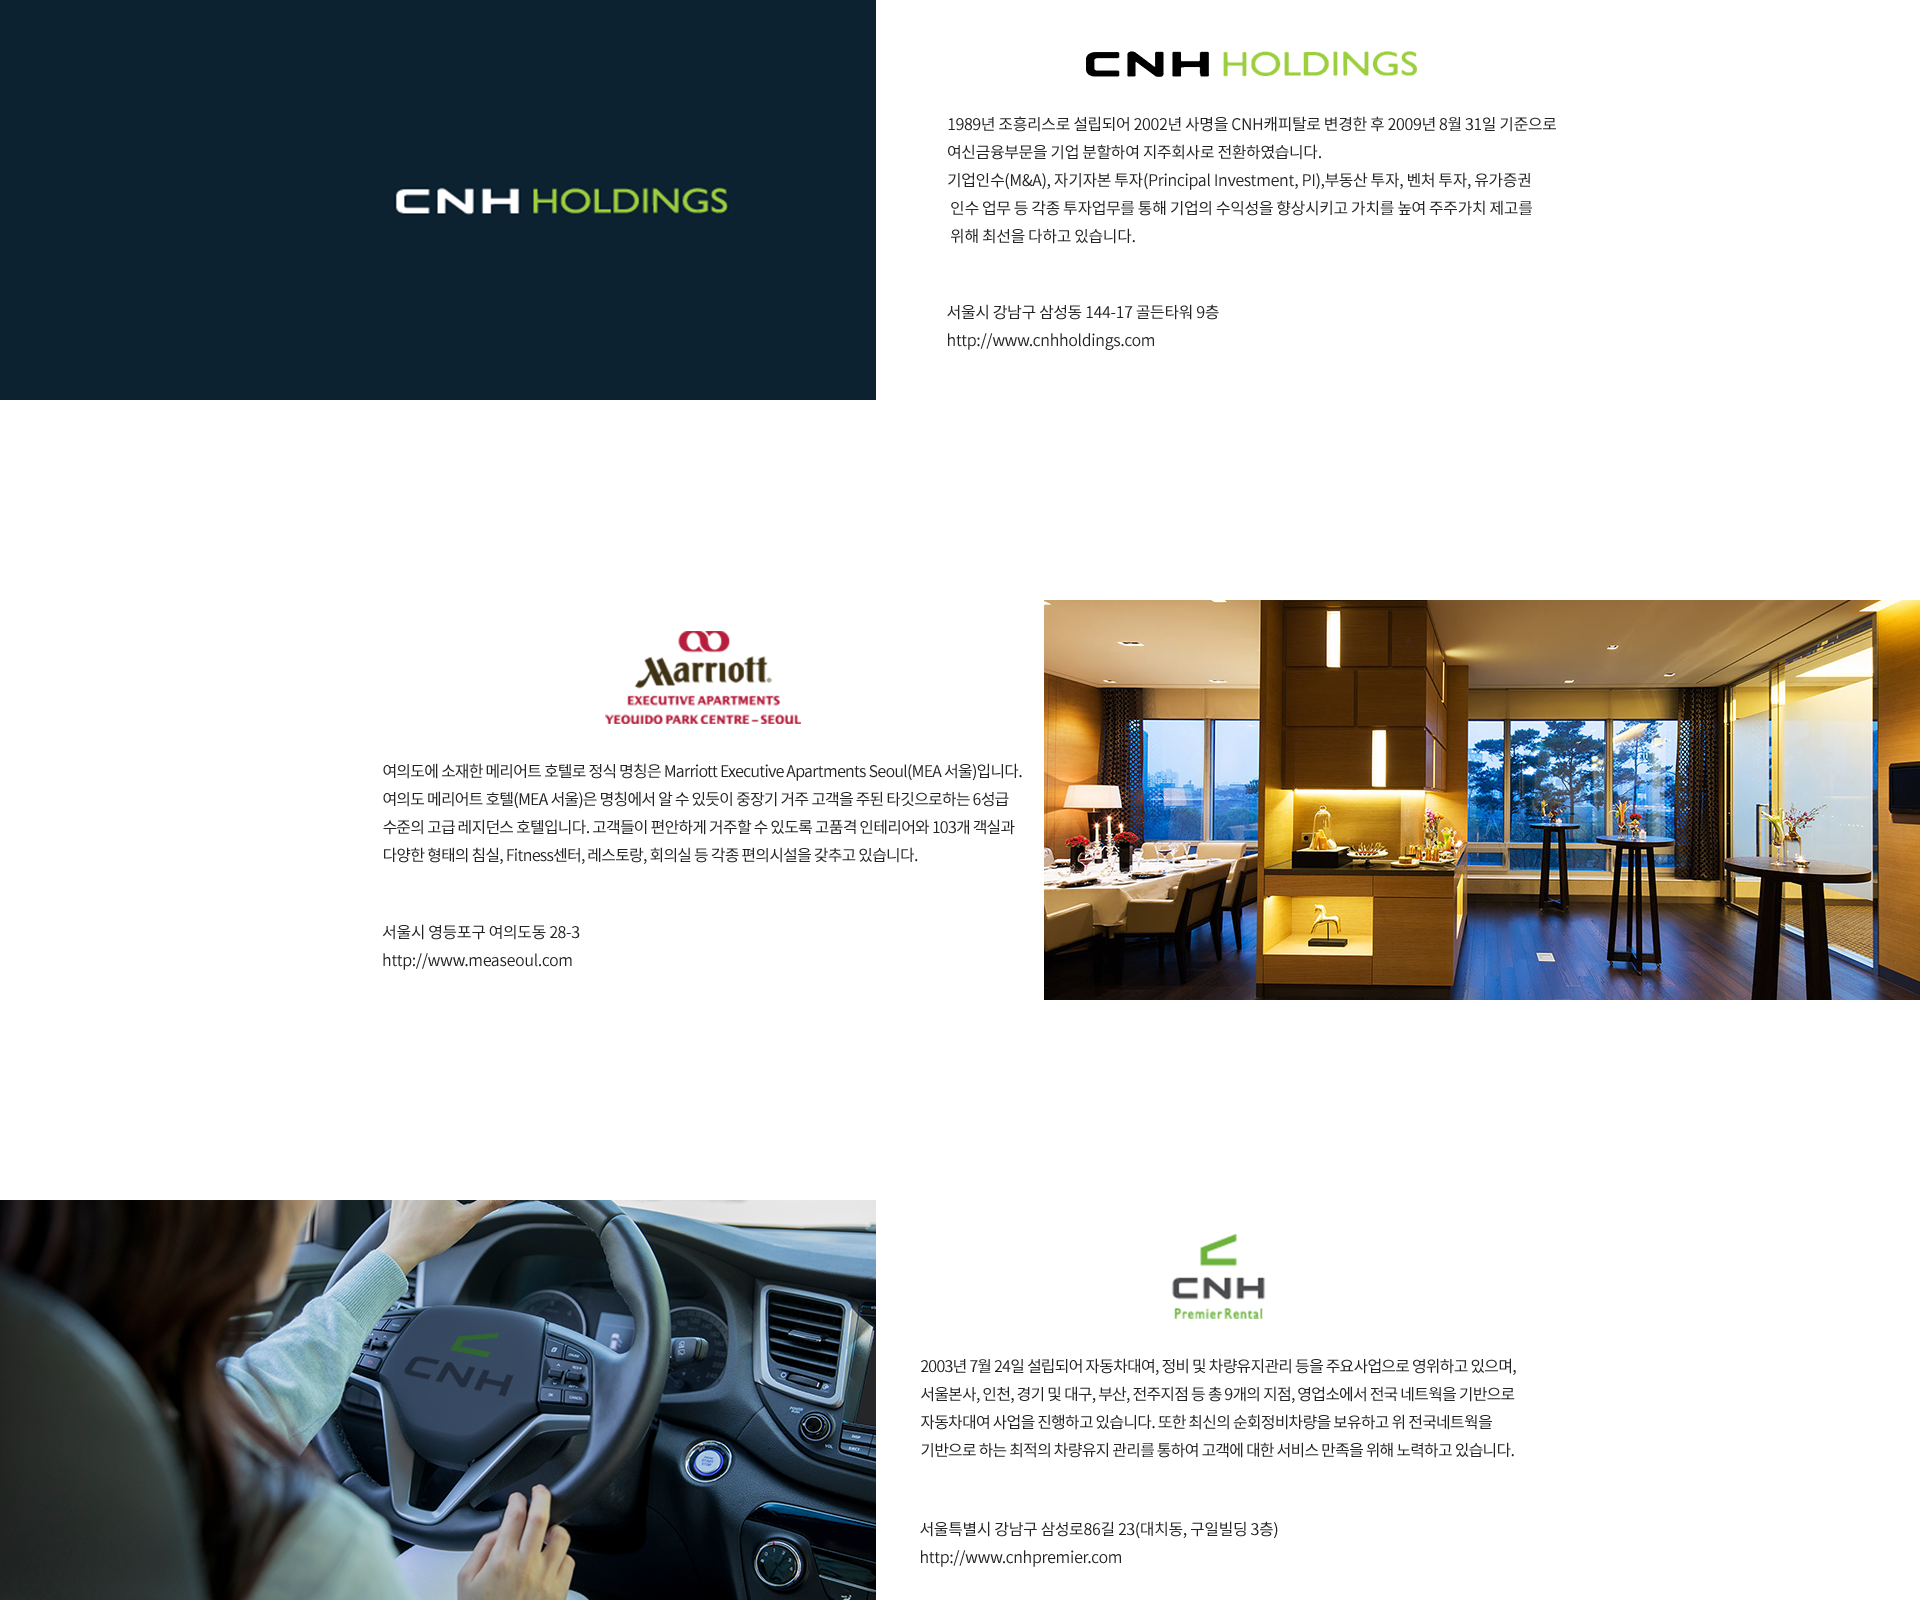 CNH HOLDINGS
CNH HOLDINGS
1989년 조흥리스로 설립되어 2002년 사명을 CNH캐피탈로 변경한 후 2009년 8월 31일 기준으로
여신금융부문을 기업 분할하여 지주회사로 전환하였습니다.
기업인수(M&A), 자기자본 투자(Principal Investment, PI),부동산 투자, 벤처 투자, 유가증권
인수 업무 등 각종 투자업무를 통해 기업의 수익성을 향상시키고 가치를 높여 주주가치 제고를
위해 최선을 다하고 있습니다.
서울시 강남구 삼성동 144-17 골든타워 9층
http://www.cnhholdings.com
Marriott
EXECUTIVE APARTMENTS
YEOUIDO PARK CENTRE – SEOUL
여의도에 소재한 메리어트 호텔로 정식 명칭은 Marriott Executive Apartments Seoul(MEA 서울)입니다.
여의도 메리어트 호텔(MEA 서울)은 명칭에서 알 수 있듯이 중장기 거주 고객을 주된 타깃으로하는 6성급
수준의 고급 레지던스 호텔입니다. 고객들이 편안하게 거주할 수 있도록 고품격 인테리어와 103개 객실과
다양한 형태의 침실, Fitness센터, 레스토랑, 회의실 등 각종 편의시설을 갖추고 있습니다.
서울시 영등포구 여의도동 28-3
http://www.measeoul.com
CNH
CNH
Premier Rental
2003년 7월 24일 설립되어 자동차대여, 정비 및 차량유지관리 등을 주요사업으로 영위하고 있으며,
서울본사, 인천, 경기 및 대구, 부산, 전주지점 등 총 9개의 지점, 영업소에서 전국 네트웍을 기반으로
자동차대여 사업을 진행하고 있습니다. 또한 최신의 순회정비차량을 보유하고 위 전국네트웍을
기반으로 하는 최적의 차량유지 관리를 통하여 고객에 대한 서비스 만족을 위해 노력하고 있습니다.
서울특별시 강남구 삼성로86길 23(대치동, 구일빌딩 3층)
http://www.cnhpremier.com